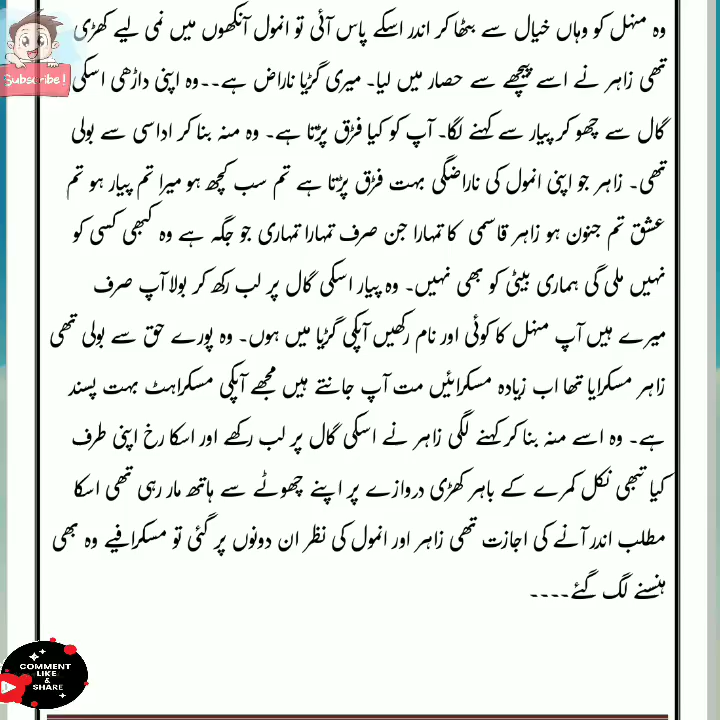 وہ منہل کو وہاں خیال سے بٹھا کر اندر اسکے پاس آئی تو انمول آنکھوں میں نمی لیے کھڑی
تھی زاہر نے اسے پیچھے سے حصار میں لیا۔ میری گڑیا ناراض ہے۔۔وہ اپنی داڑھی اسکی
گال سے چھو کر پیار سے کہنے لگا۔ آپ کو کیا فرق پڑتا ہے۔ وہ منہ بنا کر اداسی سے بولی
تھی۔ زاہر جو اپنی انمول کی ناراضگی بہت فرق پڑتا ہے تم سب کچھ ہو میرا تم پیار ہو تم
عشق تم جنون ہو زاہر قاسمی کا تمہارا جن صرف تمہارا تمہاری جو جگہ ہے وہ کبھی کسی کو
نہیں ملی گی ہماری بیٹی کو بھی نہیں۔ وہ پیار اسکی گال پر لب رکھ کر بولا آپ صرف
میرے ہیں آپ منہل کا کوئی اور نام رکھیں آپکی گڑیا میں ہوں۔ وہ پورے حق سے بولی تھی
زاہر مسکرایا تھا اب زیادہ مسکرائیں مت آپ جانتے ہیں مجھے آپکی مسکراہٹ بہت پسند
ہے۔ وہ اسے منہ بنا کر کہنے لگی زاہر نے اسکی گال پر لب رکھے اور اسکا رخ اپنی طرف
کیا تبھی نکل کمرے کے باہر کھڑی دروازے پر اپنے چھوٹے سے ہاتھ مار رہی تھی اسکا
مطلب اندر آنے کی اجازت تھی زاہر اور انمول کی نظر ان دونوں پر گئی تو مسکرافیے وہ بھی
ہنسنے لگ گئے۔۔۔۔
Subscribe!
COMMENT
LIKE
&
SHARE